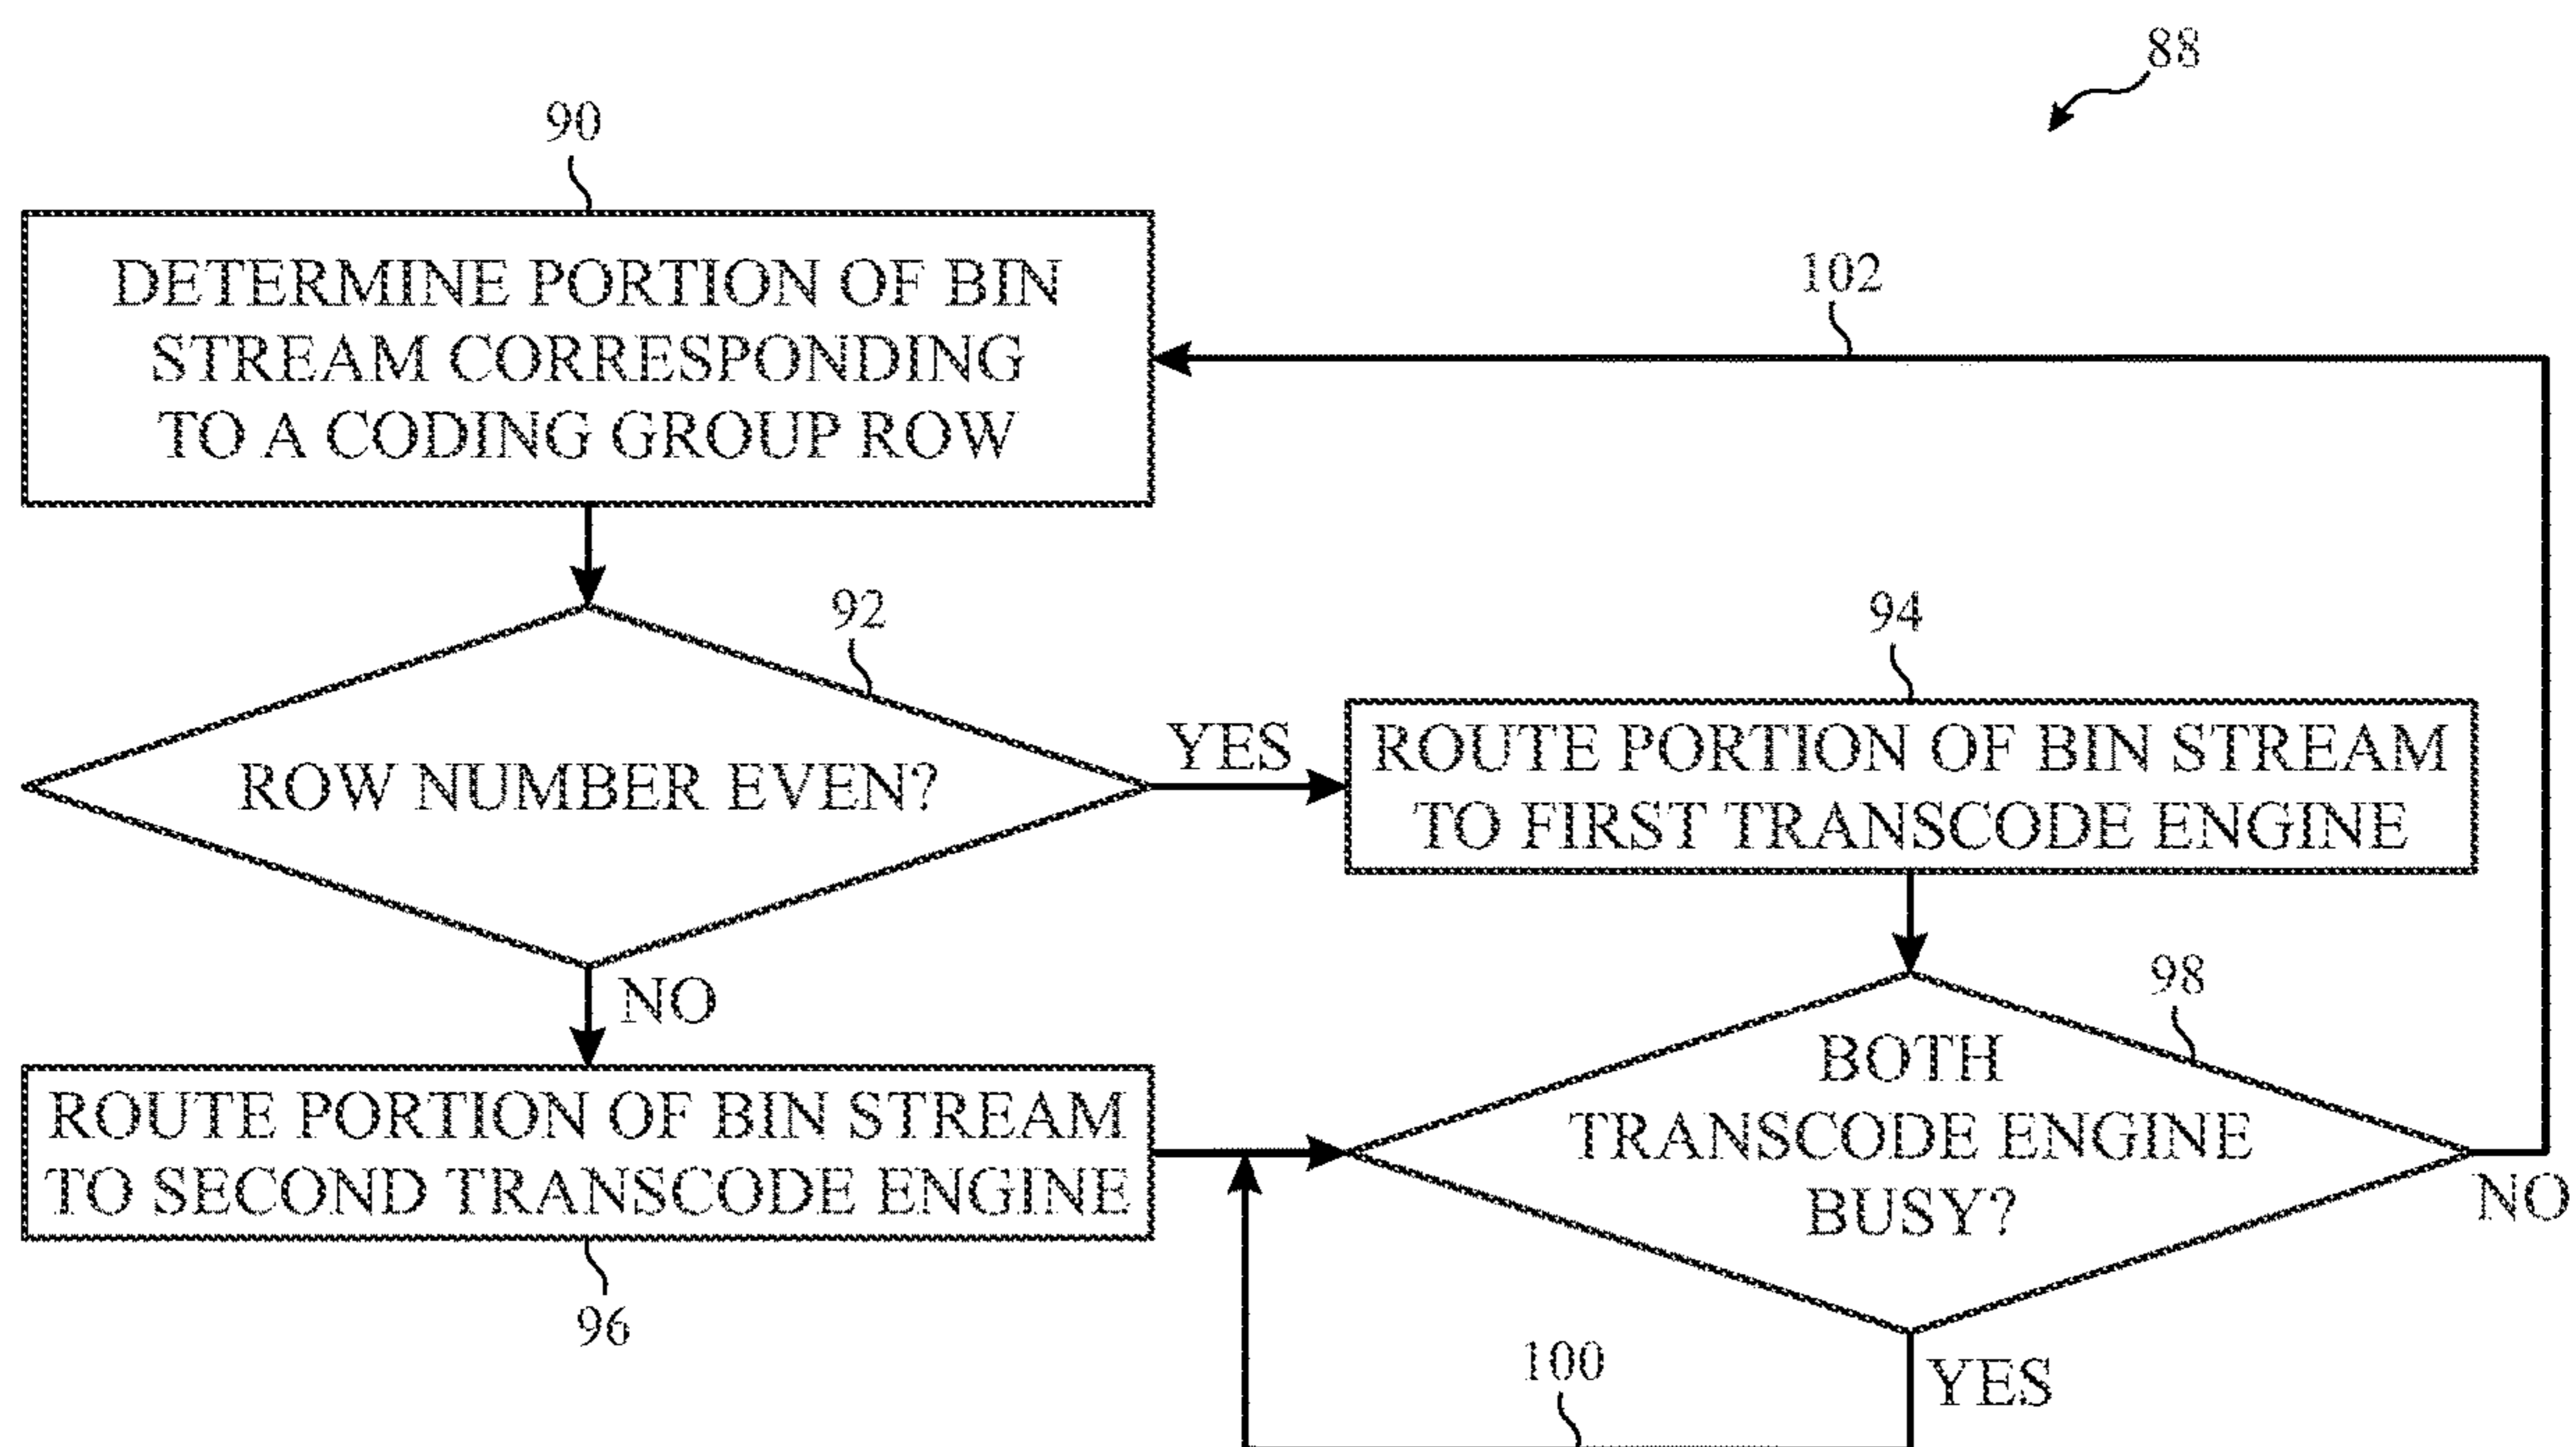 88
90
DETERMINE PORTION OF BIN
STREAM CORRESPONDING
TO A CODING GROUP ROW
102
92
ROW NUMBER EVEN?
YES
94
ROUTE PORTION OF BIN STREAM
TO FIRST TRANSCODE ENGINE
NO
ROUTE PORTION OF BIN STREAM
TO SECOND TRANSCODE ENGINE
96
98
BOTH
TRANSCODE ENGINE
BUSY?
NO
YES
100